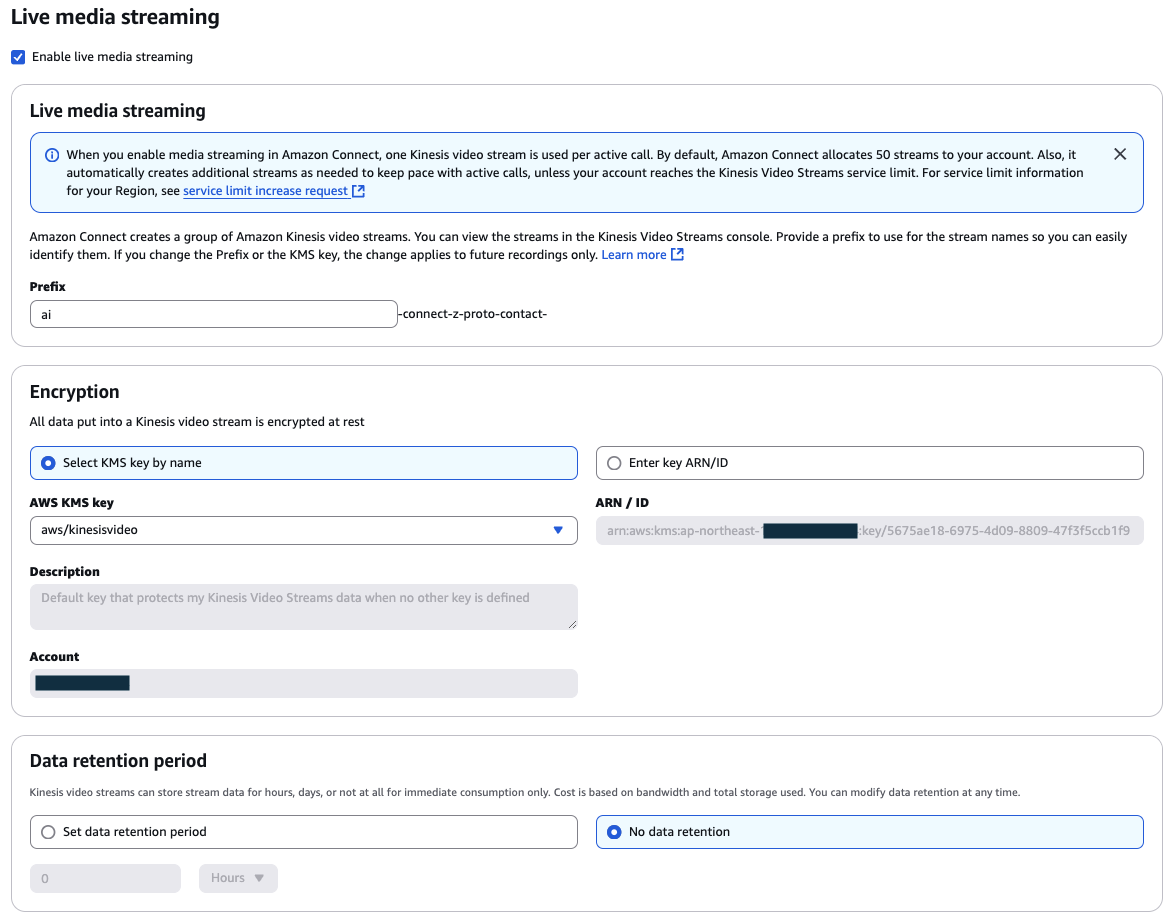 Live media streaming
Enable live media streaming
Live media streaming
When you enable media streaming in Amazon Connect, one Kinesis video stream is used per active call. By default, Amazon Connect allocates 50 streams to your account. Also, it
automatically creates additional streams as needed to keep pace with active calls, unless your account reaches the Kinesis Video Streams service limit. For service limit information
for your Region, see service limit increase request
Amazon Connect creates a group of Amazon Kinesis video streams. You can view the streams in the Kinesis Video Streams console. Provide a prefix to use for the stream names so you can easily
identify them. If you change the Prefix or the KMS key, the change applies to future recordings only. Learn more
Prefix
ai -connect-z-proto-contact-
Encryption
All data put into a Kinesis video stream is encrypted at rest
Select KMS key by name
Enter key ARN/ID
AWS KMS key
ARN / ID
aws/kinesisvideo
arn:aws:kms:ap-northeast- :key/5675ae18-6975-4d09-8809-47f3f5ccb1f9
Description
Default key that protects my Kinesis Video Streams data when no other key is defined
Account
Data retention period
Kinesis video streams can store stream data for hours, days, or not at all for immediate consumption only. Cost is based on bandwidth and total storage used. You can modify data retention at any time.
Set data retention period
No data retention
0 Hours